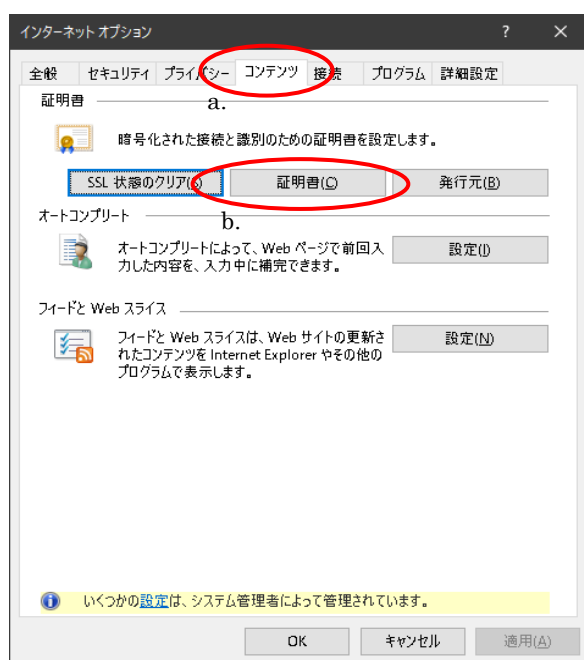 インターネット オプション ? ×
全般 セキュリティ プライバシー コンテンツ 接続 プログラム 詳細設定
証明書
a.
暗号化された接続と識別のための証明書を設定します。
SSL 状態のクリア(S) 証明書(C) 発行元(B)
オートコンプリート
b.
オートコンプリートによって、Web ページで前回入
力した内容を、入力中に補完できます。
設定(I)
フィードと Web スライス
フィードと Web スライスは、Web サイトの更新さ
れたコンテンツを Internet Explorer やその他の
プログラムで表示します。
設定(N)
いくつかの設定は、システム管理者によって管理されています。
OK キャンセル 適用(A)